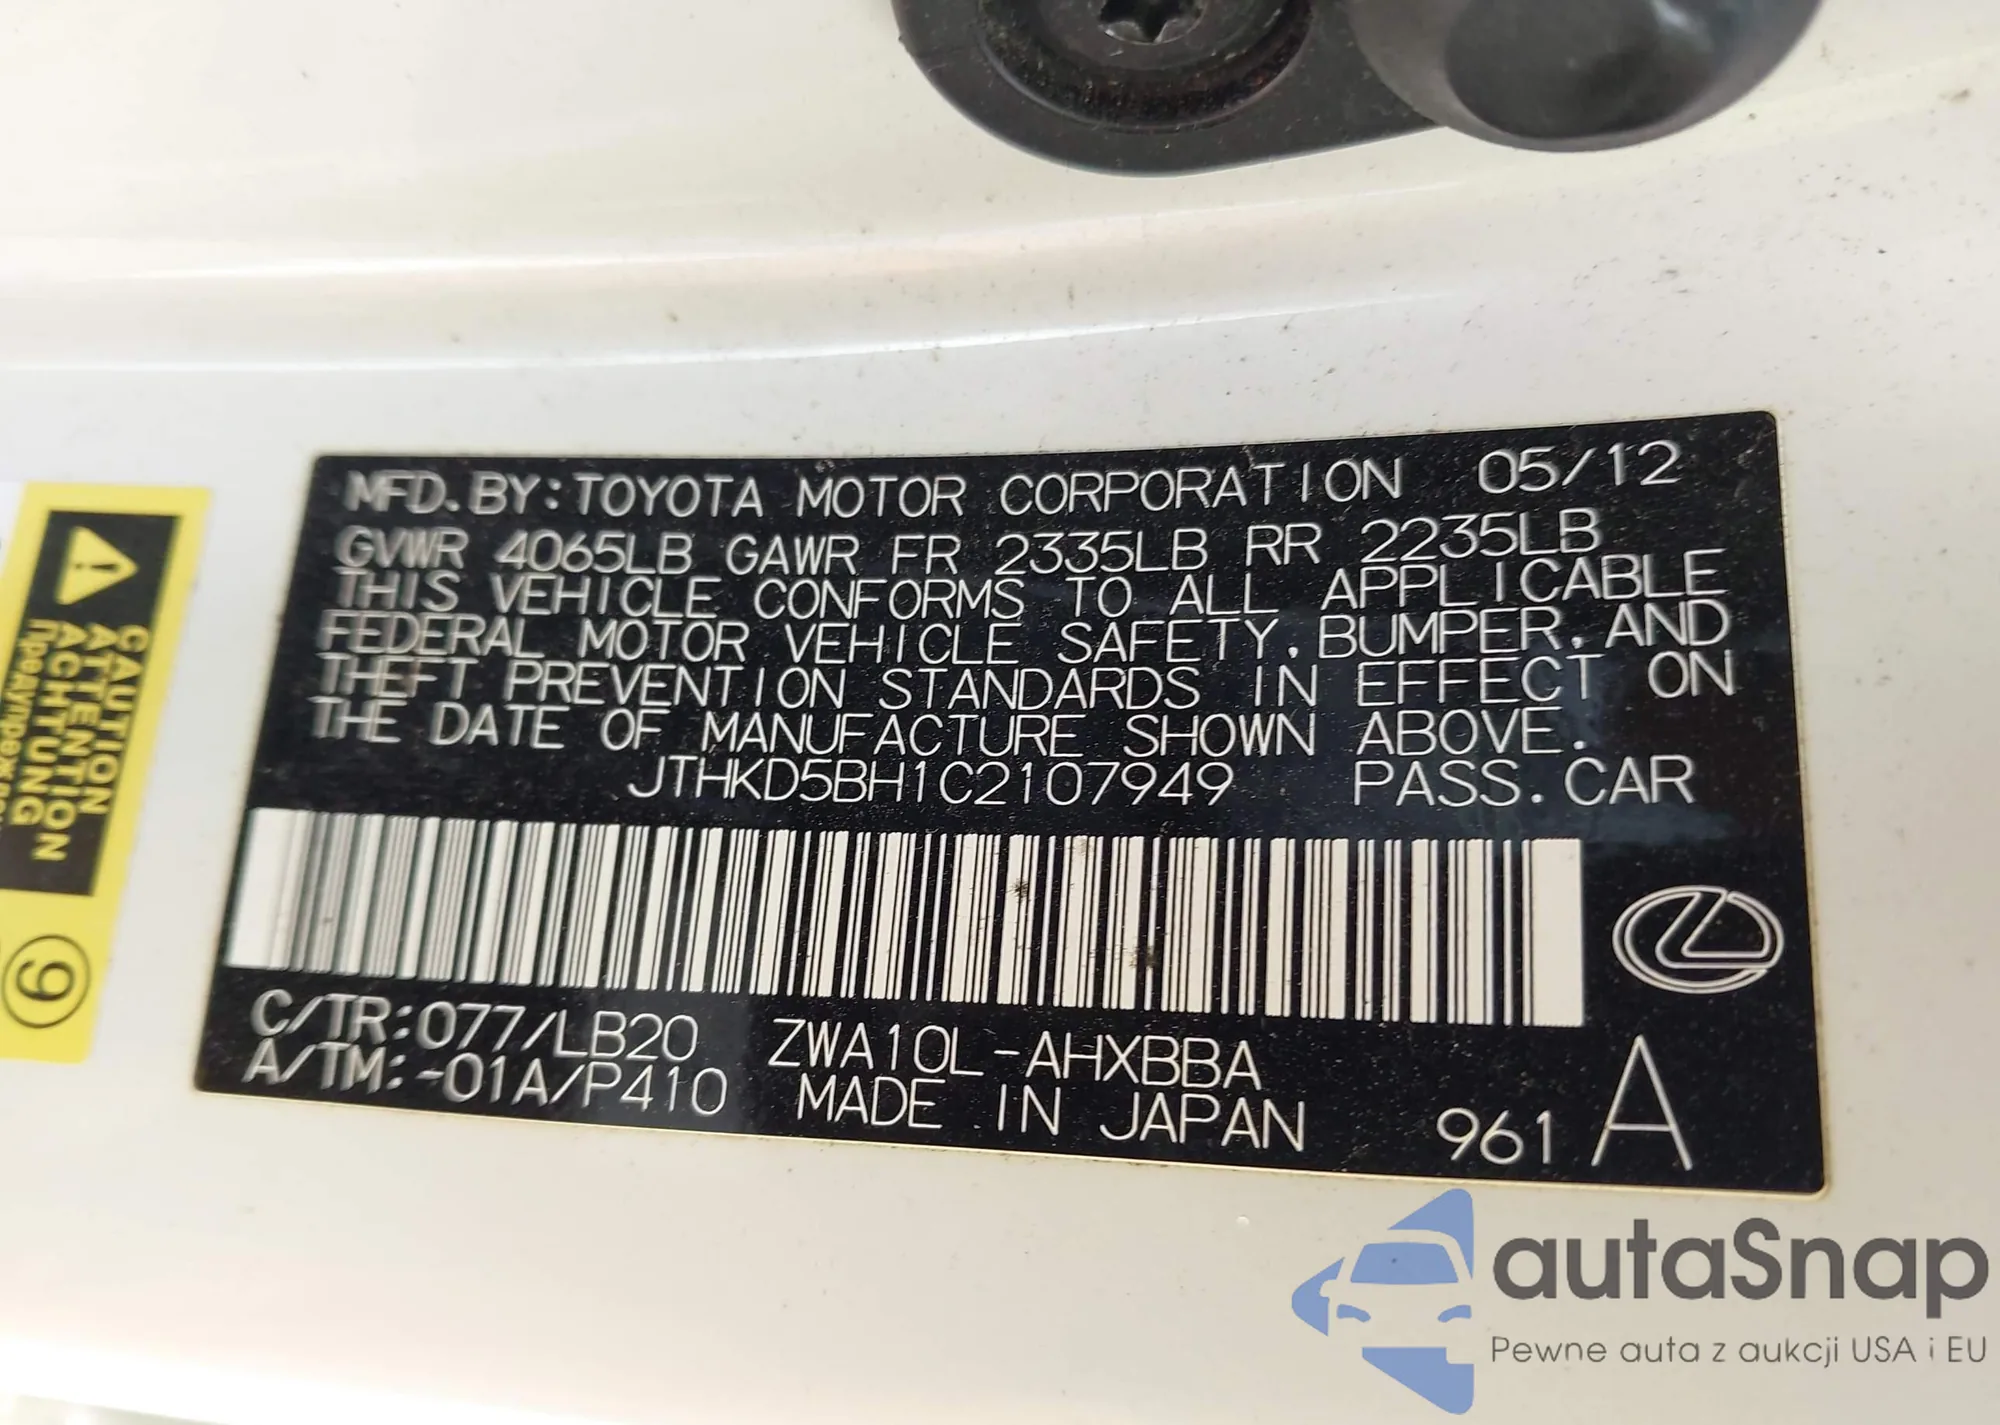 MFD. BY: TOYOTA MOTOR CORPORATION 05/12
GVWR 4065LB GAWR FR 2335LB RR 2235LB
THIS VEHICLE CONFORMS TO ALL APPLICABLE
FEDERAL MOTOR VEHICLE SAFETY, BUMPER, AND
THEFT PREVENTION STANDARDS IN EFFECT ON
THE DATE OF MANUFACTURE SHOWN ABOVE.
JTHKD5BH1C2107949 PASS. CAR
C/TR: 077/LB20 ZWA10L-AHXBBA
A/TM: -01A/P410 MADE IN JAPAN 961 A
CAUTION
ATTENTION
ACHTUNG
9
autaSnap
Pewne auta z aukcji USA i EU